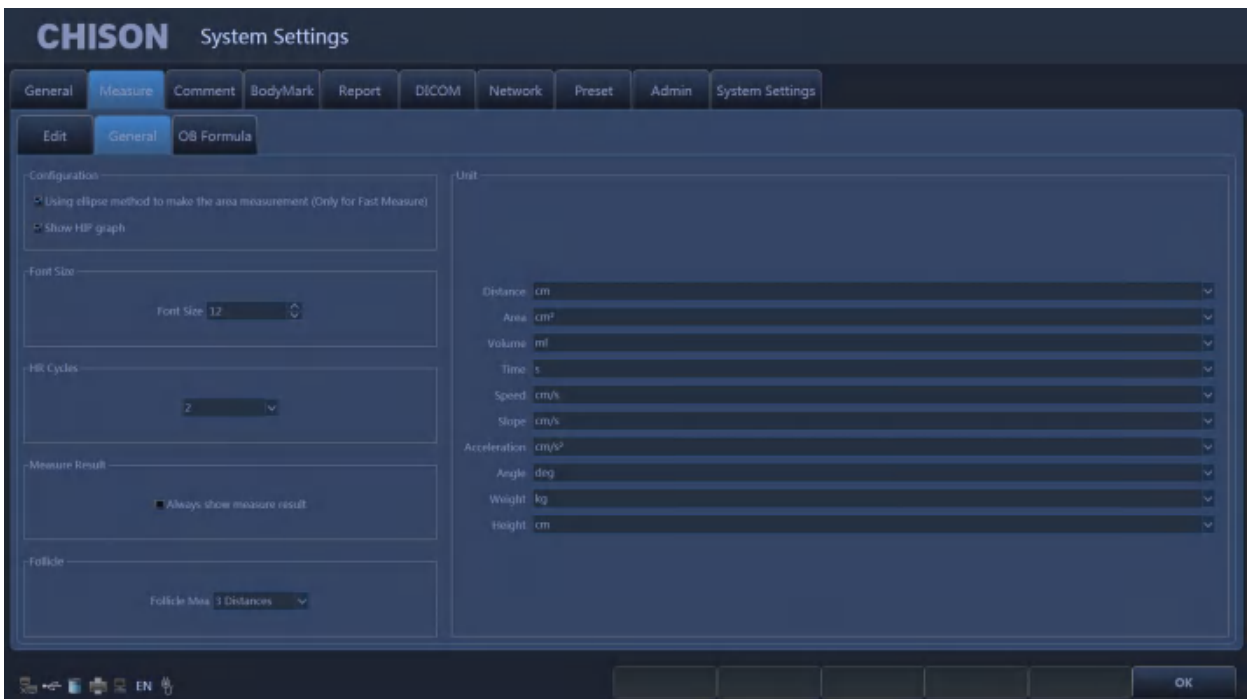 CHISON System Settings
General Measure Comment BodyMark Report DICOM Network Preset Admin System Settings
Edit General OB Formula
Configuration
Using ellipse method to make the area measurement (Only for Fast Measure)
Show HIP graph
Font Size
Font Size 12
HR Cycles
2
Measure Result
Always show measure result
Follicle
Follicle Mea 3 Distances
Unit
Distance cm
Area cm²
Volume ml
Time s
Speed cm/s
Slope cm/s
Acceleration cm/s²
Angle deg
Weight kg
Height cm
EN
OK